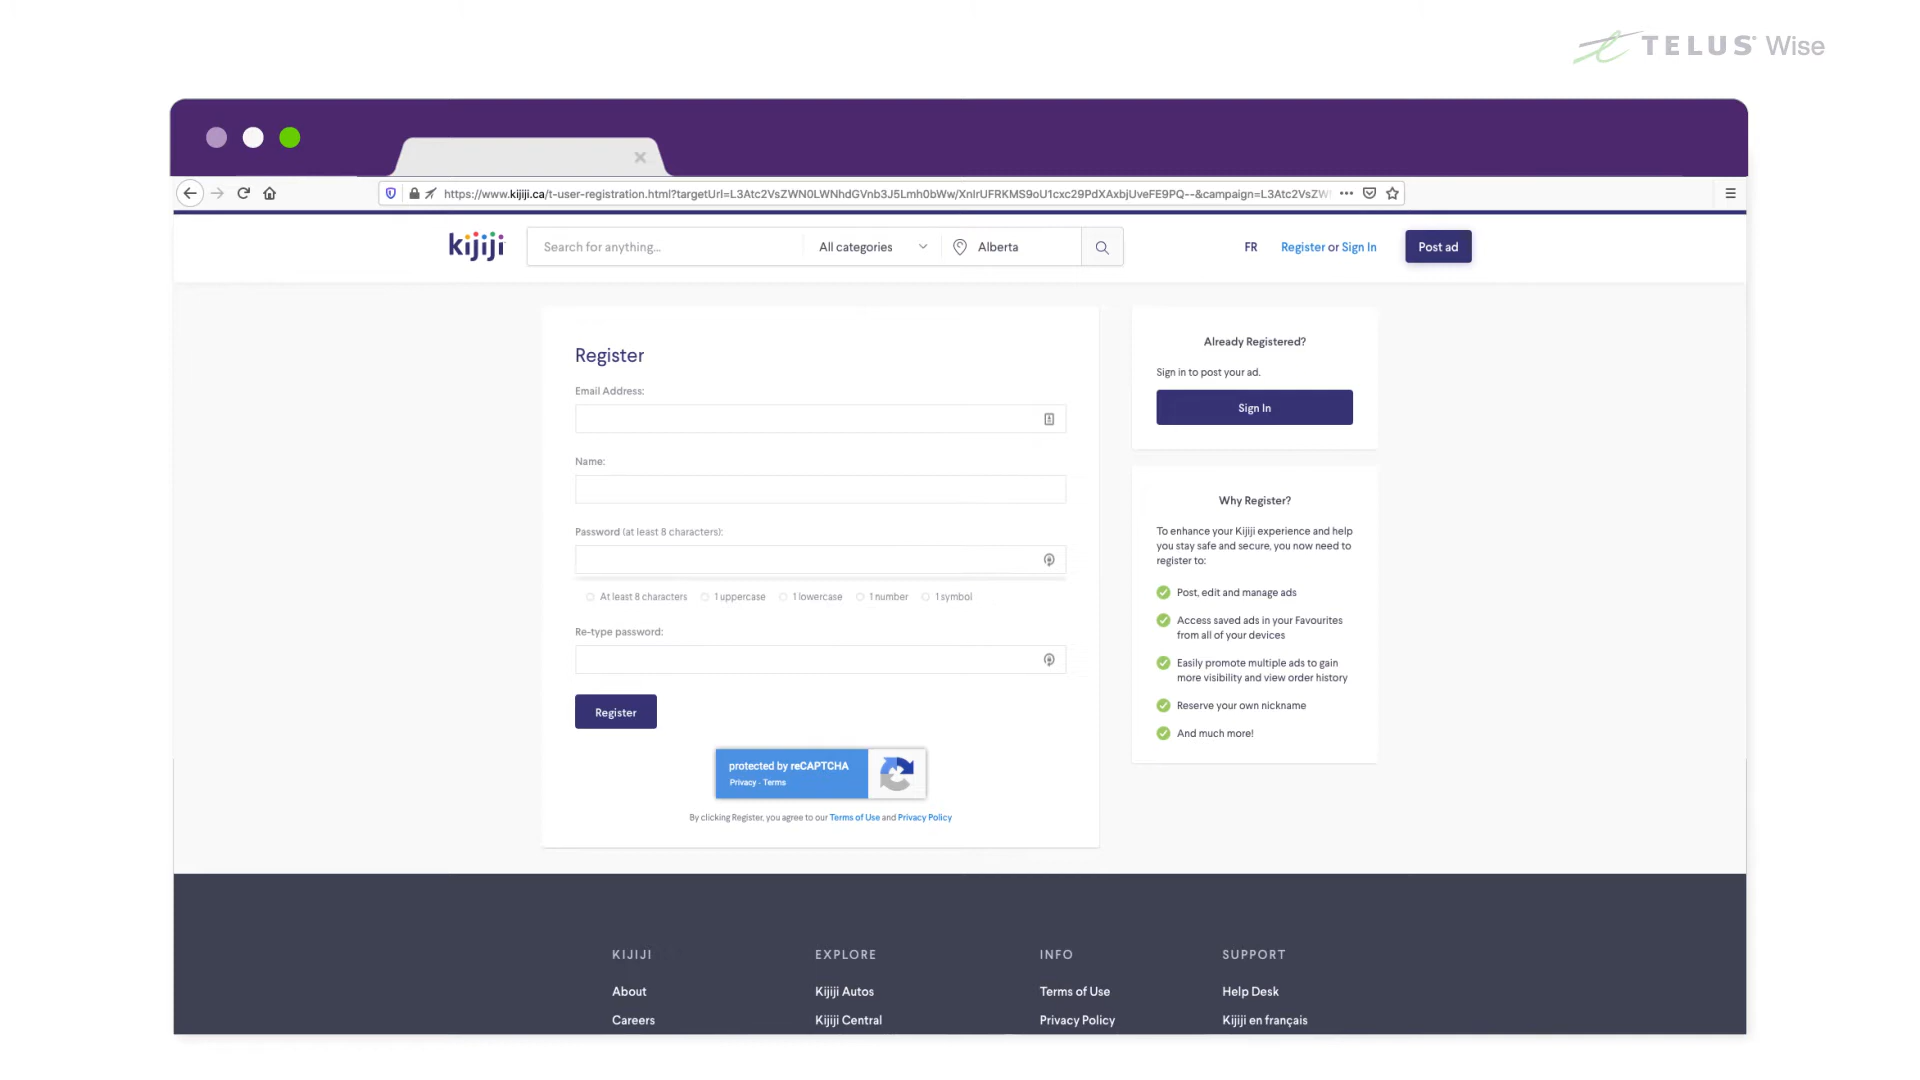 TELUS® Wise
https://www.kijiji.ca/t-user-registration.html?targetUrl=
kijiji
Search for anything...
All categories
Alberta
FR
Register or Sign In
Post ad
Register
Email Address:
Name:
Password (at least 8 characters):
At least 8 characters
1 uppercase
1 lowercase
1 number
1 symbol
Re-type password:
Register
protected by reCAPTCHA
Privacy - Terms
By clicking Register, you agree to our Terms of Use and Privacy Policy
Already Registered?
Sign in to post your ad.
Sign In
Why Register?
To enhance your Kijiji experience and help
you stay safe and secure, you now need to
register to:
Post, edit and manage ads
Access saved ads in your Favourites
from all of your devices
Easily promote multiple ads to gain
more visibility and view order history
Reserve your own nickname
And much more!
KIJIJI
About
Careers
EXPLORE
Kijiji Autos
Kijiji Central
INFO
Terms of Use
Privacy Policy
SUPPORT
Help Desk
Kijiji en français